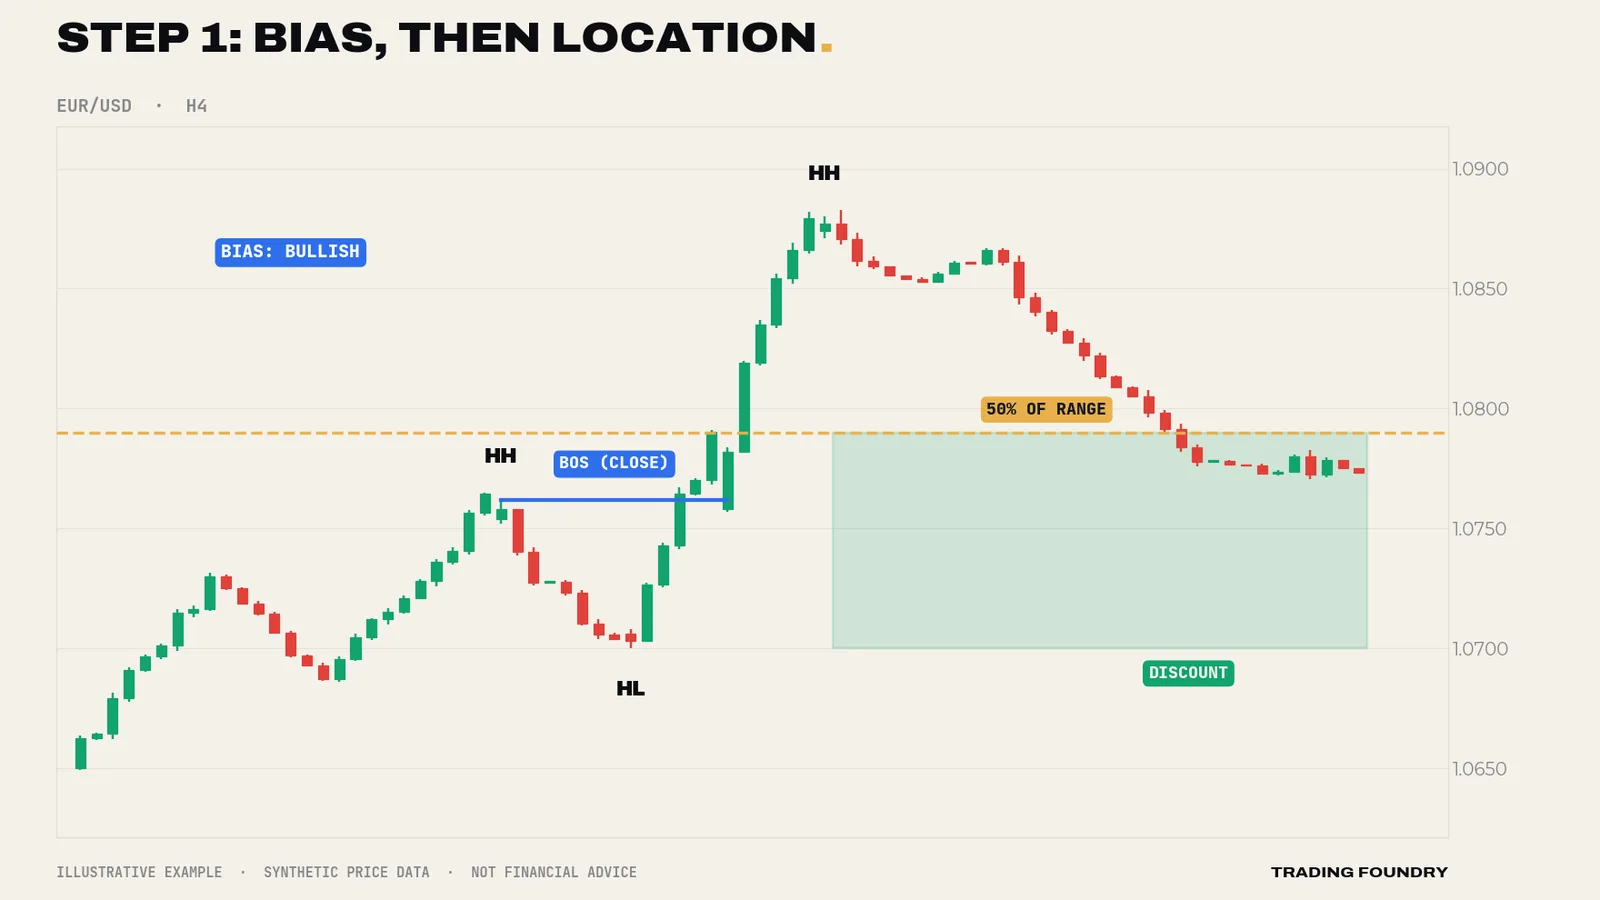 STEP 1: BIAS, THEN LOCATION.
EUR/USD · H4
HH
1.0900
BIAS: BULLISH
1.0850
50% OF RANGE
1.0800
HH
BOS (CLOSE)
1.0750
1.0700
DISCOUNT
HL
1.0650
ILLUSTRATIVE EXAMPLE · SYNTHETIC PRICE DATA · NOT FINANCIAL ADVICE
TRADING FOUNDRY